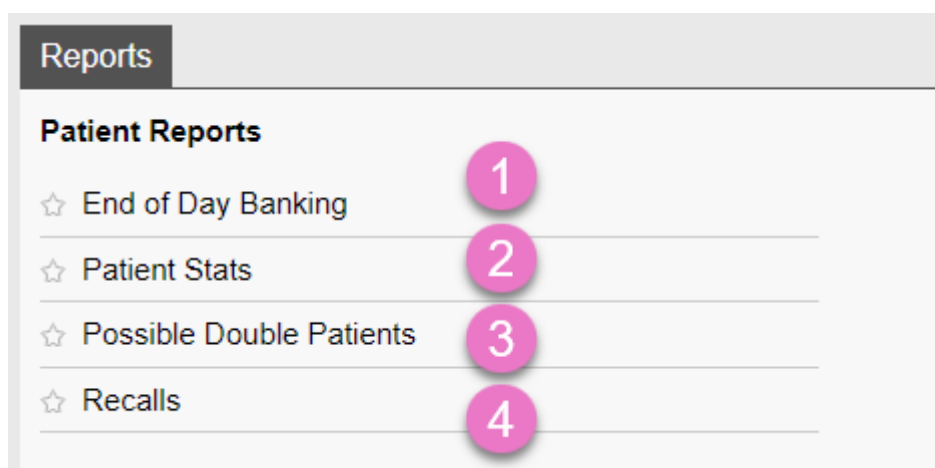 Reports
Patient Reports
1
End of Day Banking
2
Patient Stats
3
Possible Double Patients
4
Recalls